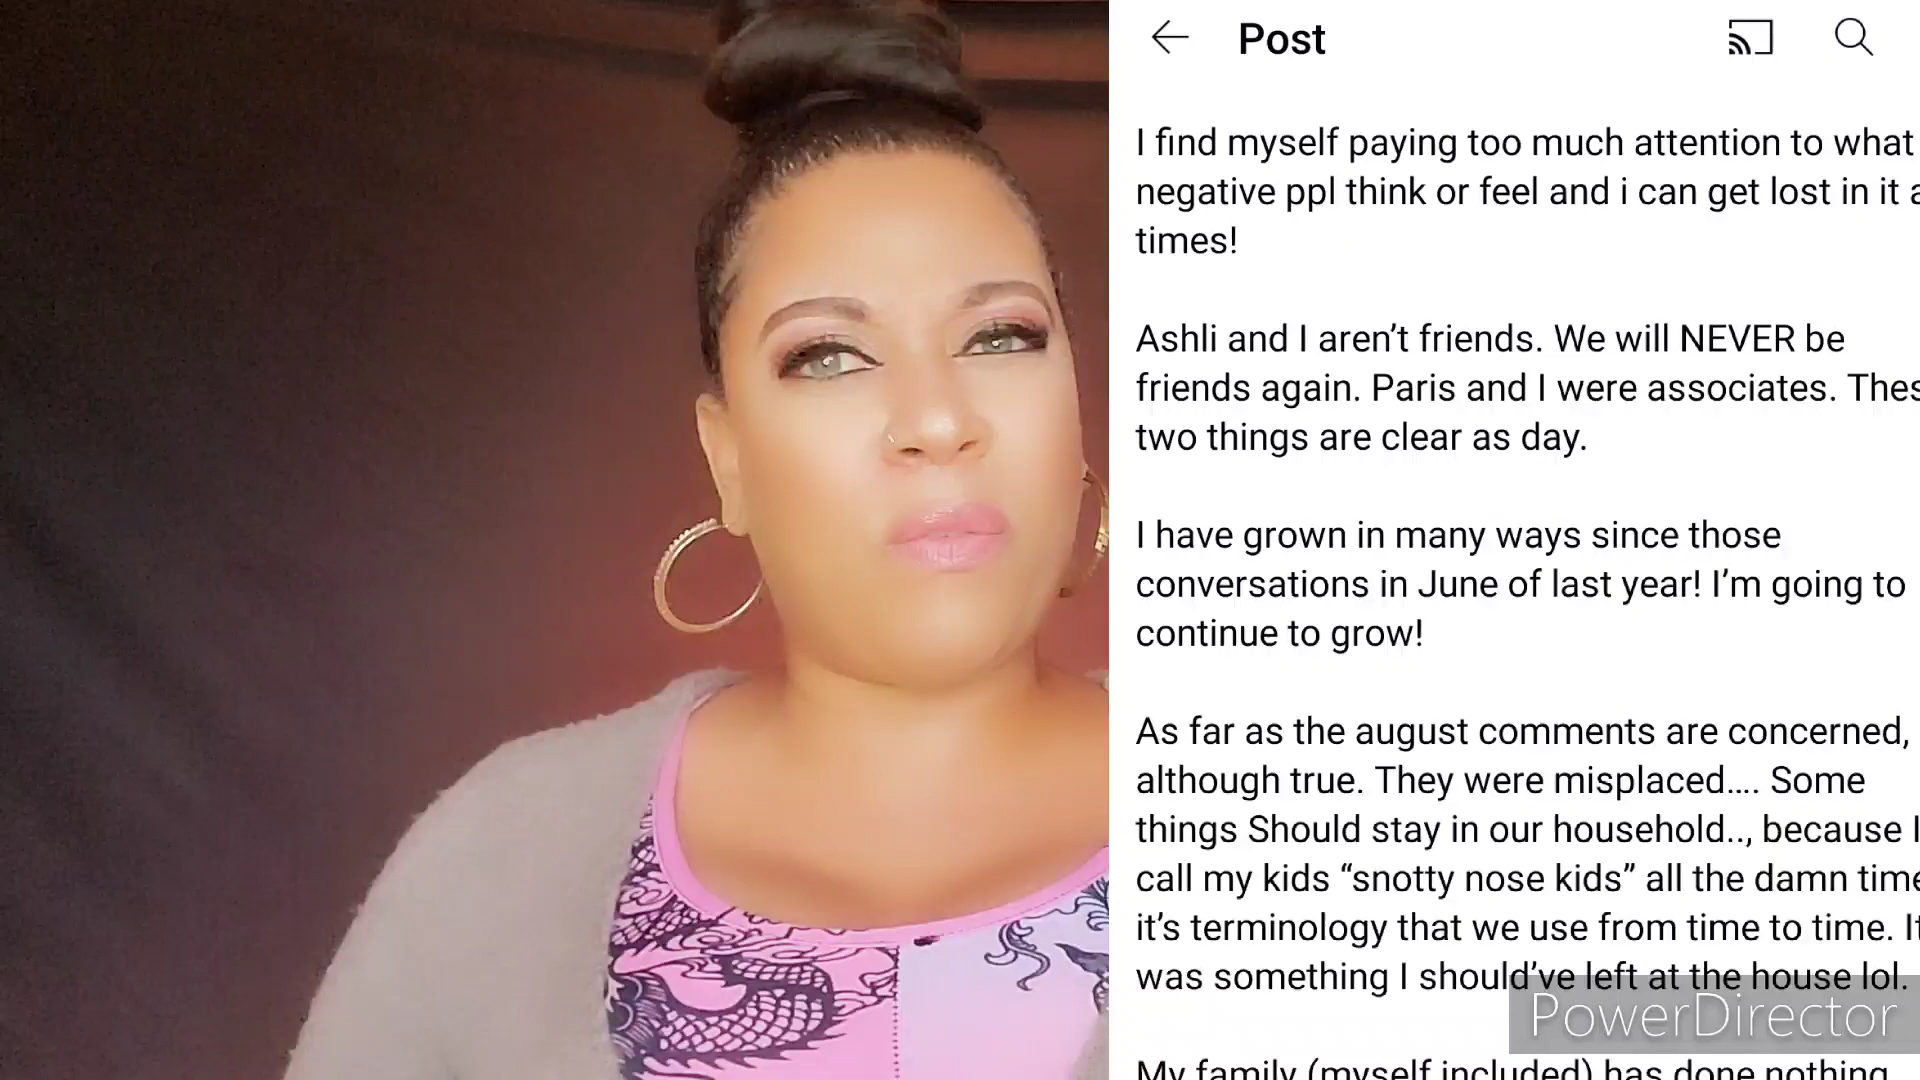 Post
I find myself paying too much attention to what
negative ppl think or feel and i can get lost in it
times!
Ashli and I aren’t friends. We will NEVER be
friends again. Paris and I were associates.
two things are clear as day.
I have grown in many ways since those
conversations in June of last year! I’m going to
continue to grow!
As far as the august comments are concerned,
although true. They were misplaced.... Some
things Should stay in our household.., because I
call my kids “snotty nose kids” all the damn
it’s terminology that we use from time to time.
was something I should’ve left at the house lol.
PowerDirector
My family (myself included) has done nothing